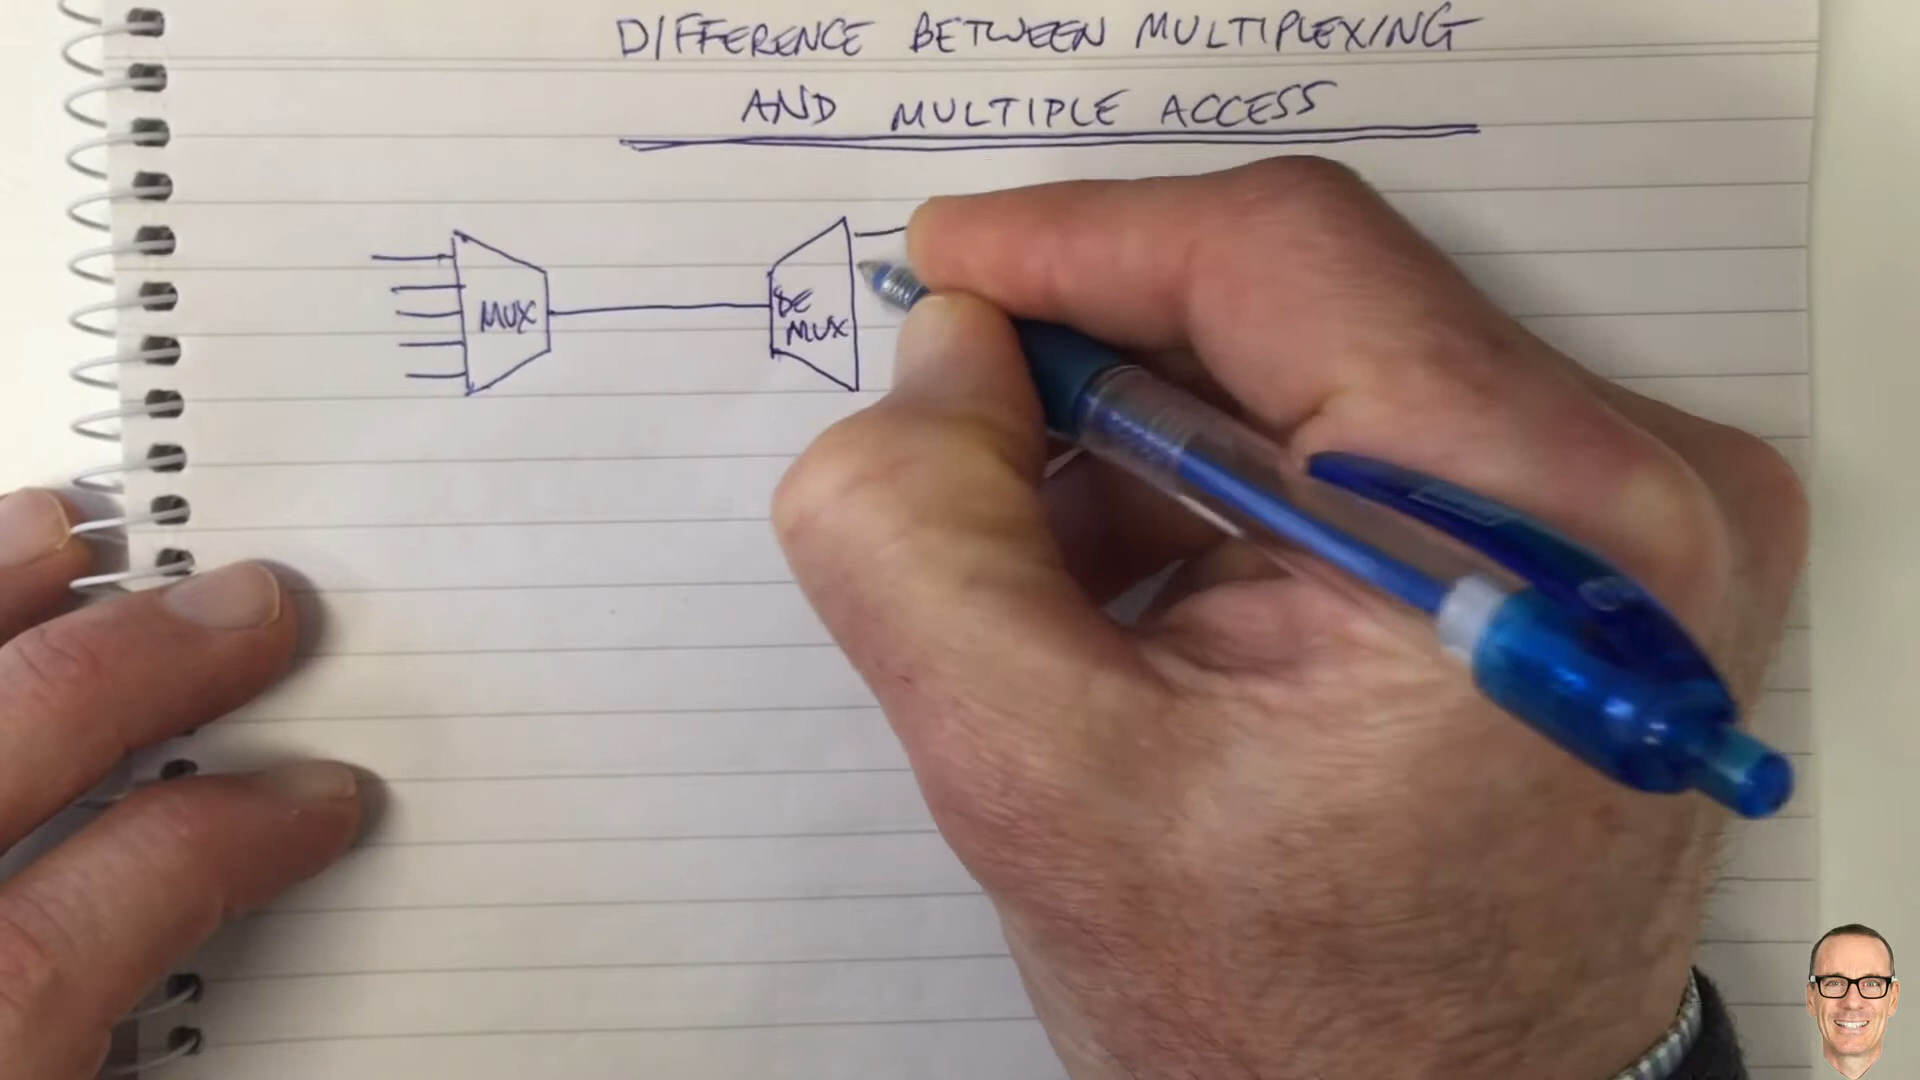 DIFFERENCE BETWEEN MULTIPLEXING
AND MULTIPLE ACCESS
MUX
DE
MUX